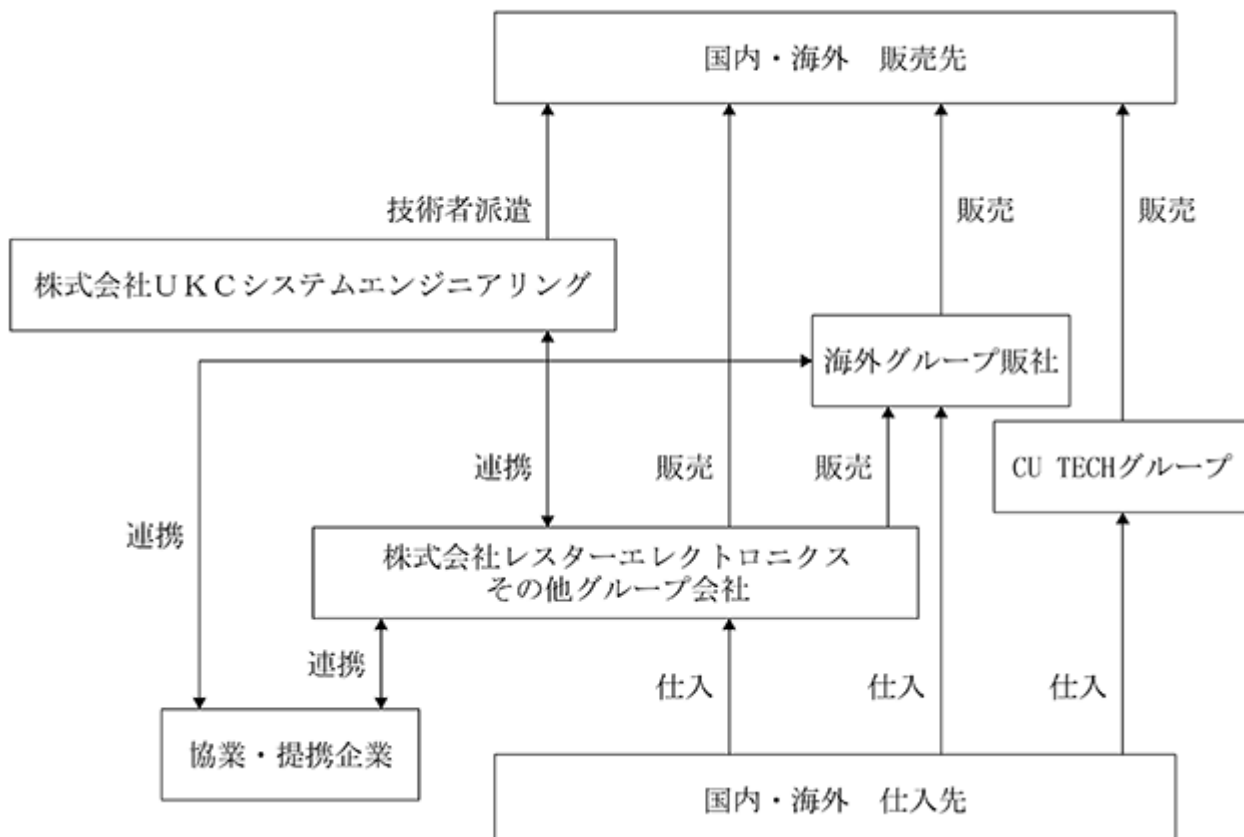 国内・海外　販売先
技術者派遣
販売
販売
株式会社ＵＫＣシステムエンジニアリング
海外グループ販社
連携
販売
販売
CU TECHグループ
連携
株式会社レスターエレクトロニクス
その他グループ会社
連携
仕入
仕入
仕入
協業・提携企業
国内・海外　仕入先